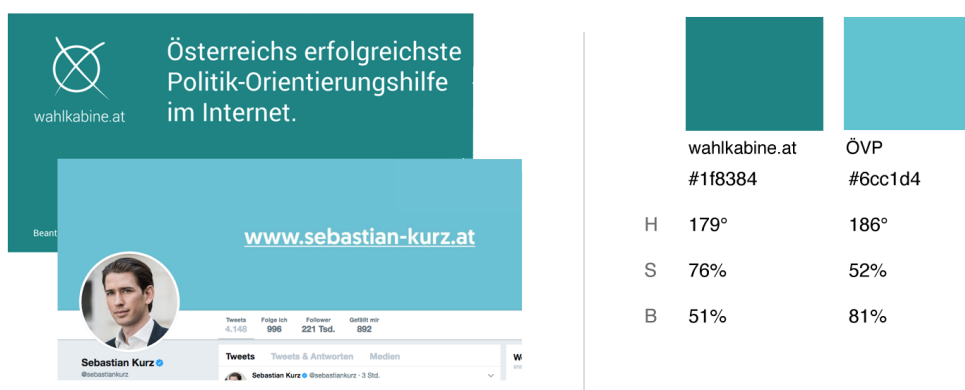 Österreichs erfolgreichste
Politik-Orientierungshilfe
im Internet.
wahlkabine.at
Beant
www.sebastian-kurz.at
Tweets Folge ich Follower Gefällt mir
4.148 996 221 Tsd. 892
Sebastian Kurz
@sebastiankurz
Tweets Tweets & Antworten Medien
Sebastian Kurz @sebastiankurz · 3 Std.
wahlkabine.at ÖVP
#1f8384 #6cc1d4
H 179° 186°
S 76% 52%
B 51% 81%